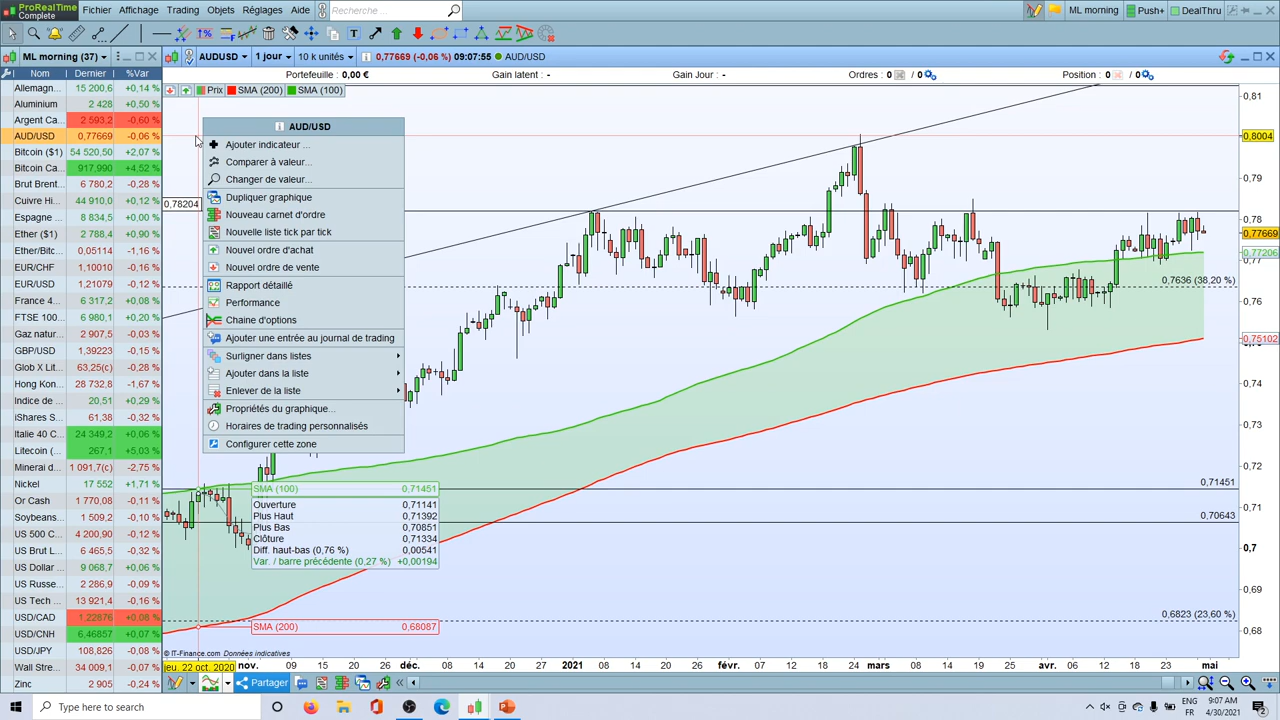 ProRealTime
Complete
Fichier Affichage Trading Objets Réglages Aide Recherche ... ML morning Push+ DealThru
ML morning (37) AUDUSD 1 jour 10 k unités 0,77669 (-0,06 %) 09:07:55 AUD/USD
Portefeuille : 0,00 € Gain latent : - Gain Jour : - Ordres : 0 / 0 Position : 0 / 0
Prix SMA (200) SMA (100)
Nom Dernier %Var
Allemagn... 15 200,6 +0,14 %
Aluminium 2 428 +0,50 %
Argent Ca... 2 593,2 -0,60 %
AUD/USD 0,77669 -0,06 %
Bitcoin ($1) 54 520,50 +2,07 %
Bitcoin Ca... 917,990 +4,52 %
Brut Brent... 6 780,2 -0,28 %
Cuivre Hi... 44 910,0 +0,12 %
Espagne ... 8 834,5 +0,00 %
Ether ($1) 2 788,4 +0,90 %
Ether/Bitc... 0,05114 -1,16 %
EUR/CHF 1,10010 -0,16 %
EUR/USD 1,21079 -0,12 %
France 4... 6 317,2 +0,08 %
FTSE 100... 6 980,1 +0,20 %
Gaz natur... 2 907,5 -0,03 %
GBP/USD 1,39223 -0,15 %
Glob X Lit... 63,25(c) -0,28 %
Hong Kon... 28 732,8 -1,67 %
Indice de ... 20,51 +0,29 %
iShares S... 61,38 -0,32 %
Italie 40 C... 24 349,2 +0,06 %
Litecoin (... 267,1 +5,03 %
Minerai d... 1 091,7(c) -2,75 %
Nickel 17 552 +1,71 %
Or Cash 1 770,08 -0,11 %
Soybeans... 1 509,2 -0,10 %
US 500 C... 4 200,90 -0,12 %
US Brut L... 6 465,5 -0,32 %
US Dollar ... 9 068,7 +0,06 %
US Russe... 2 286,9 -0,09 %
US Tech ... 13 921,4 -0,16 %
USD/CAD 1,22876 +0,08 %
USD/CNH 6,46857 +0,07 %
USD/JPY 108,826 -0,08 %
Wall Stre... 34 009,1 -0,07 %
Zinc 2 905 -0,24 %
AUD/USD
Ajouter indicateur ...
Comparer à valeur...
Changer de valeur...
Dupliquer graphique
Nouveau carnet d'ordre
Nouvelle liste tick par tick
Nouvel ordre d'achat
Nouvel ordre de vente
Rapport détaillé
Performance
Chaine d'options
Ajouter une entrée au journal de trading
Surligner dans listes
Ajouter dans la liste
Enlever de la liste
Propriétés du graphique...
Horaires de trading personnalisés
Configurer cette zone
0,78204
SMA (100) 0,71451
Ouverture 0,71141
Plus Haut 0,71392
Plus Bas 0,70851
Clôture 0,71334
Diff. haut-bas (0,76 %) 0,00541
Var. / barre précédente (0,27 %) +0,00194
SMA (200) 0,68087
0,7636 (38,20 %)
0,71451
0,70643
0,6823 (23,60 %)
0,81
0,8004
0,79
0,78
0,77669
0,77
0,77206
0,76
0,75102
0,74
0,73
0,72
0,71
0,7
0,69
0,68
© IT-Finance.com Données indicatives
jeu. 22 oct. 2020 nov. 09 16 23 déc. 08 14 21 27 2021 07 14 20 27 févr. 07 12 18 24 mars 08 14 19 25 avr. 06 12 18 23 mai
Partager
Type here to search
ENG
FR
9:07 AM
4/30/2021
2